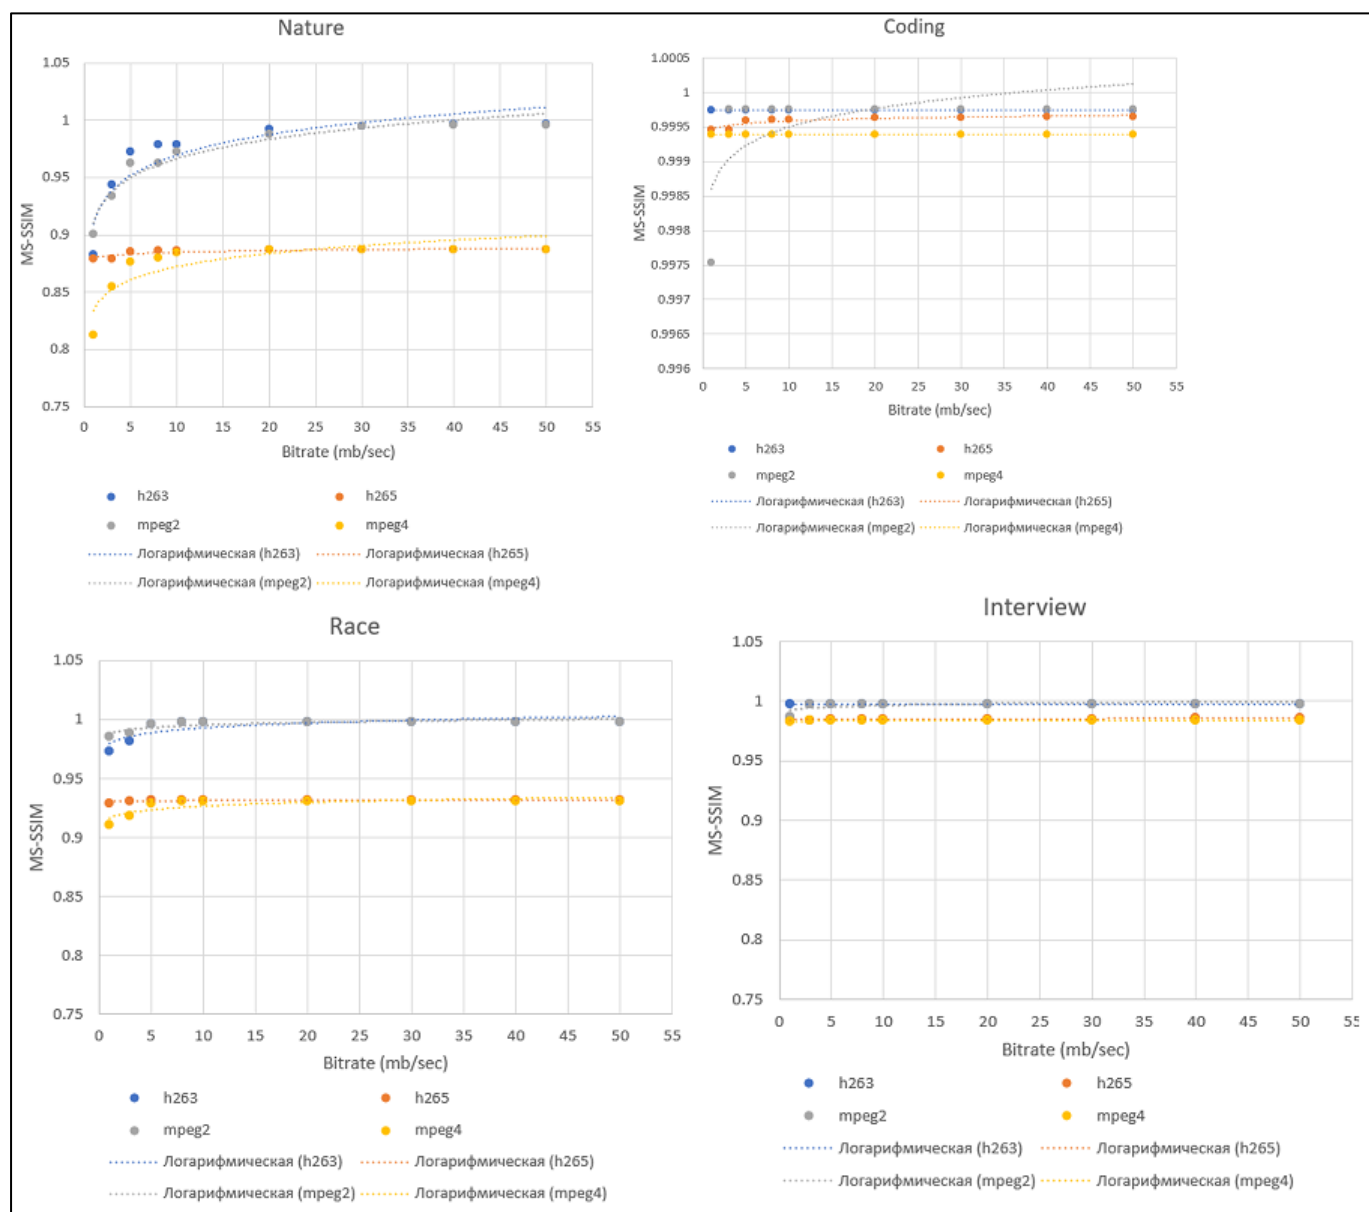 Nature
1.05
1
0.95
0.9
0.85
0.8
0.75
MS-SSIM
0 5 10 15 20 25 30 35 40 45 50 55
Bitrate (mb/sec)
h263 h265
mpeg2 mpeg4
Логарифмическая (h263) Логарифмическая (h265)
Логарифмическая (mpeg2) Логарифмическая (mpeg4)
Coding
1.0005
1
0.9995
0.999
0.9985
0.998
0.9975
0.997
0.9965
0.996
MS-SSIM
0 5 10 15 20 25 30 35 40 45 50 55
Bitrate (mb/sec)
h263 h265
mpeg2 mpeg4
Логарифмическая (h263) Логарифмическая (h265)
Логарифмическая (mpeg2) Логарифмическая (mpeg4)
Race
1.05
1
0.95
0.9
0.85
0.8
0.75
MS-SSIM
0 5 10 15 20 25 30 35 40 45 50 55
Bitrate (mb/sec)
h263 h265
mpeg2 mpeg4
Логарифмическая (h263) Логарифмическая (h265)
Логарифмическая (mpeg2) Логарифмическая (mpeg4)
Interview
1.05
1
0.95
0.9
0.85
0.8
0.75
MS-SSIM
0 5 10 15 20 25 30 35 40 45 50 55
Bitrate (mb/sec)
h263 h265
mpeg2 mpeg4
Логарифмическая (h263) Логарифмическая (h265)
Логарифмическая (mpeg2) Логарифмическая (mpeg4)